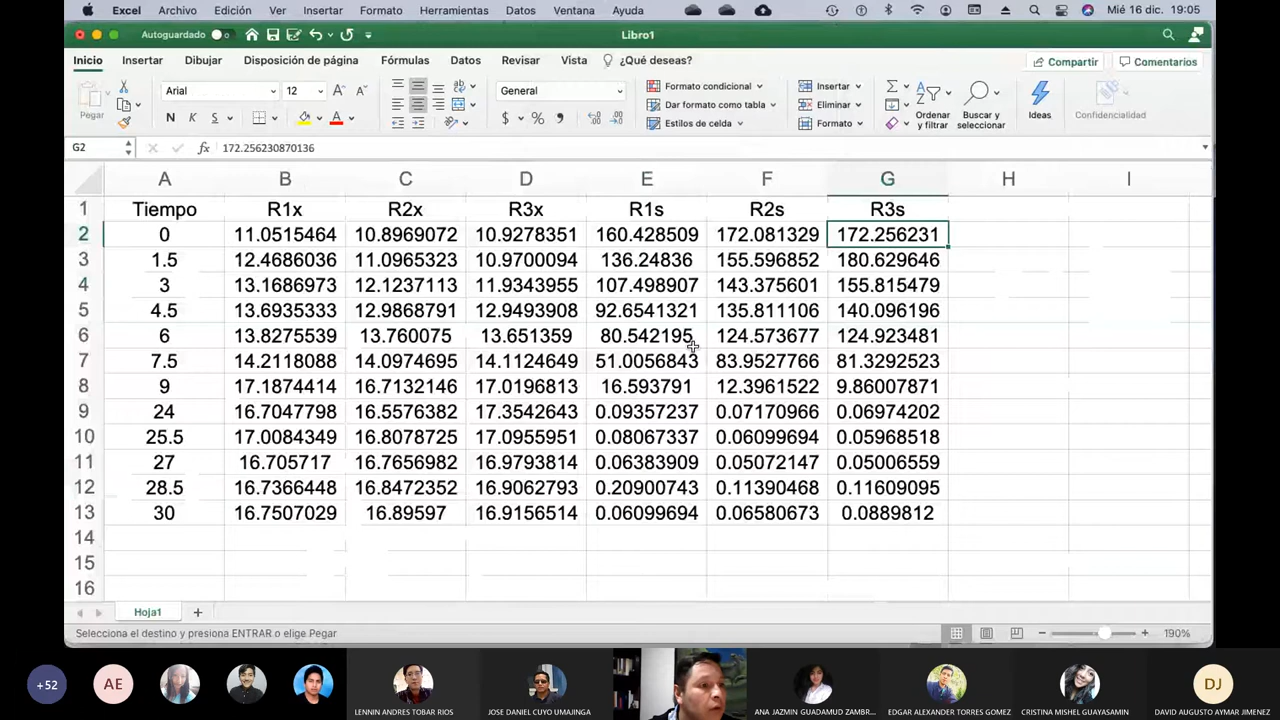 Excel Archivo Edición Ver Insertar Formato Herramientas Datos Ventana Ayuda Mié 16 dic. 19:05
Autoguardado Libro1
Inicio Insertar Dibujar Disposición de página Fórmulas Datos Revisar Vista ¿Qué deseas? Compartir Comentarios
Pegar Arial 12 N K S General Formato condicional Dar formato como tabla Estilos de celda Insertar Eliminar Formato Ordenar y filtrar Buscar y seleccionar Ideas Confidencialidad
G2 fx 172.256230870136
A B C D E F G H I
1 Tiempo R1x R2x R3x R1s R2s R3s
2 0 11.0515464 10.8969072 10.9278351 160.428509 172.081329 172.256231
3 1.5 12.4686036 11.0965323 10.9700094 136.24836 155.596852 180.629646
4 3 13.1686973 12.1237113 11.9343955 107.498907 143.375601 155.815479
5 4.5 13.6935333 12.9868791 12.9493908 92.6541321 135.811106 140.096196
6 6 13.8275539 13.760075 13.651359 80.542195 124.573677 124.923481
7 7.5 14.2118088 14.0974695 14.1124649 51.0056843 83.9527766 81.3292523
8 9 17.1874414 16.7132146 17.0196813 16.593791 12.3961522 9.86007871
9 24 16.7047798 16.5576382 17.3542643 0.09357237 0.07170966 0.06974202
10 25.5 17.0084349 16.8078725 17.0955951 0.08067337 0.06099694 0.05968518
11 27 16.705717 16.7656982 16.9793814 0.06383909 0.05072147 0.05006559
12 28.5 16.7366448 16.8472352 16.9062793 0.20900743 0.11390468 0.11609095
13 30 16.7507029 16.89597 16.9156514 0.06099694 0.06580673 0.0889812
14
15
16
Hoja1
Selecciona el destino y presiona ENTRAR o elige Pegar 190%
+52 AE DJ
LENNIN ANDRES TOBAR RIOS JOSE DANIEL CUYO UMAJINGA ANA JAZMIN GUADAMUD ZAMBR... EDGAR ALEXANDER TORRES GOMEZ CRISTINA MISHEL GUAYASAMIN DAVID AUGUSTO AYMAR JIMENEZ